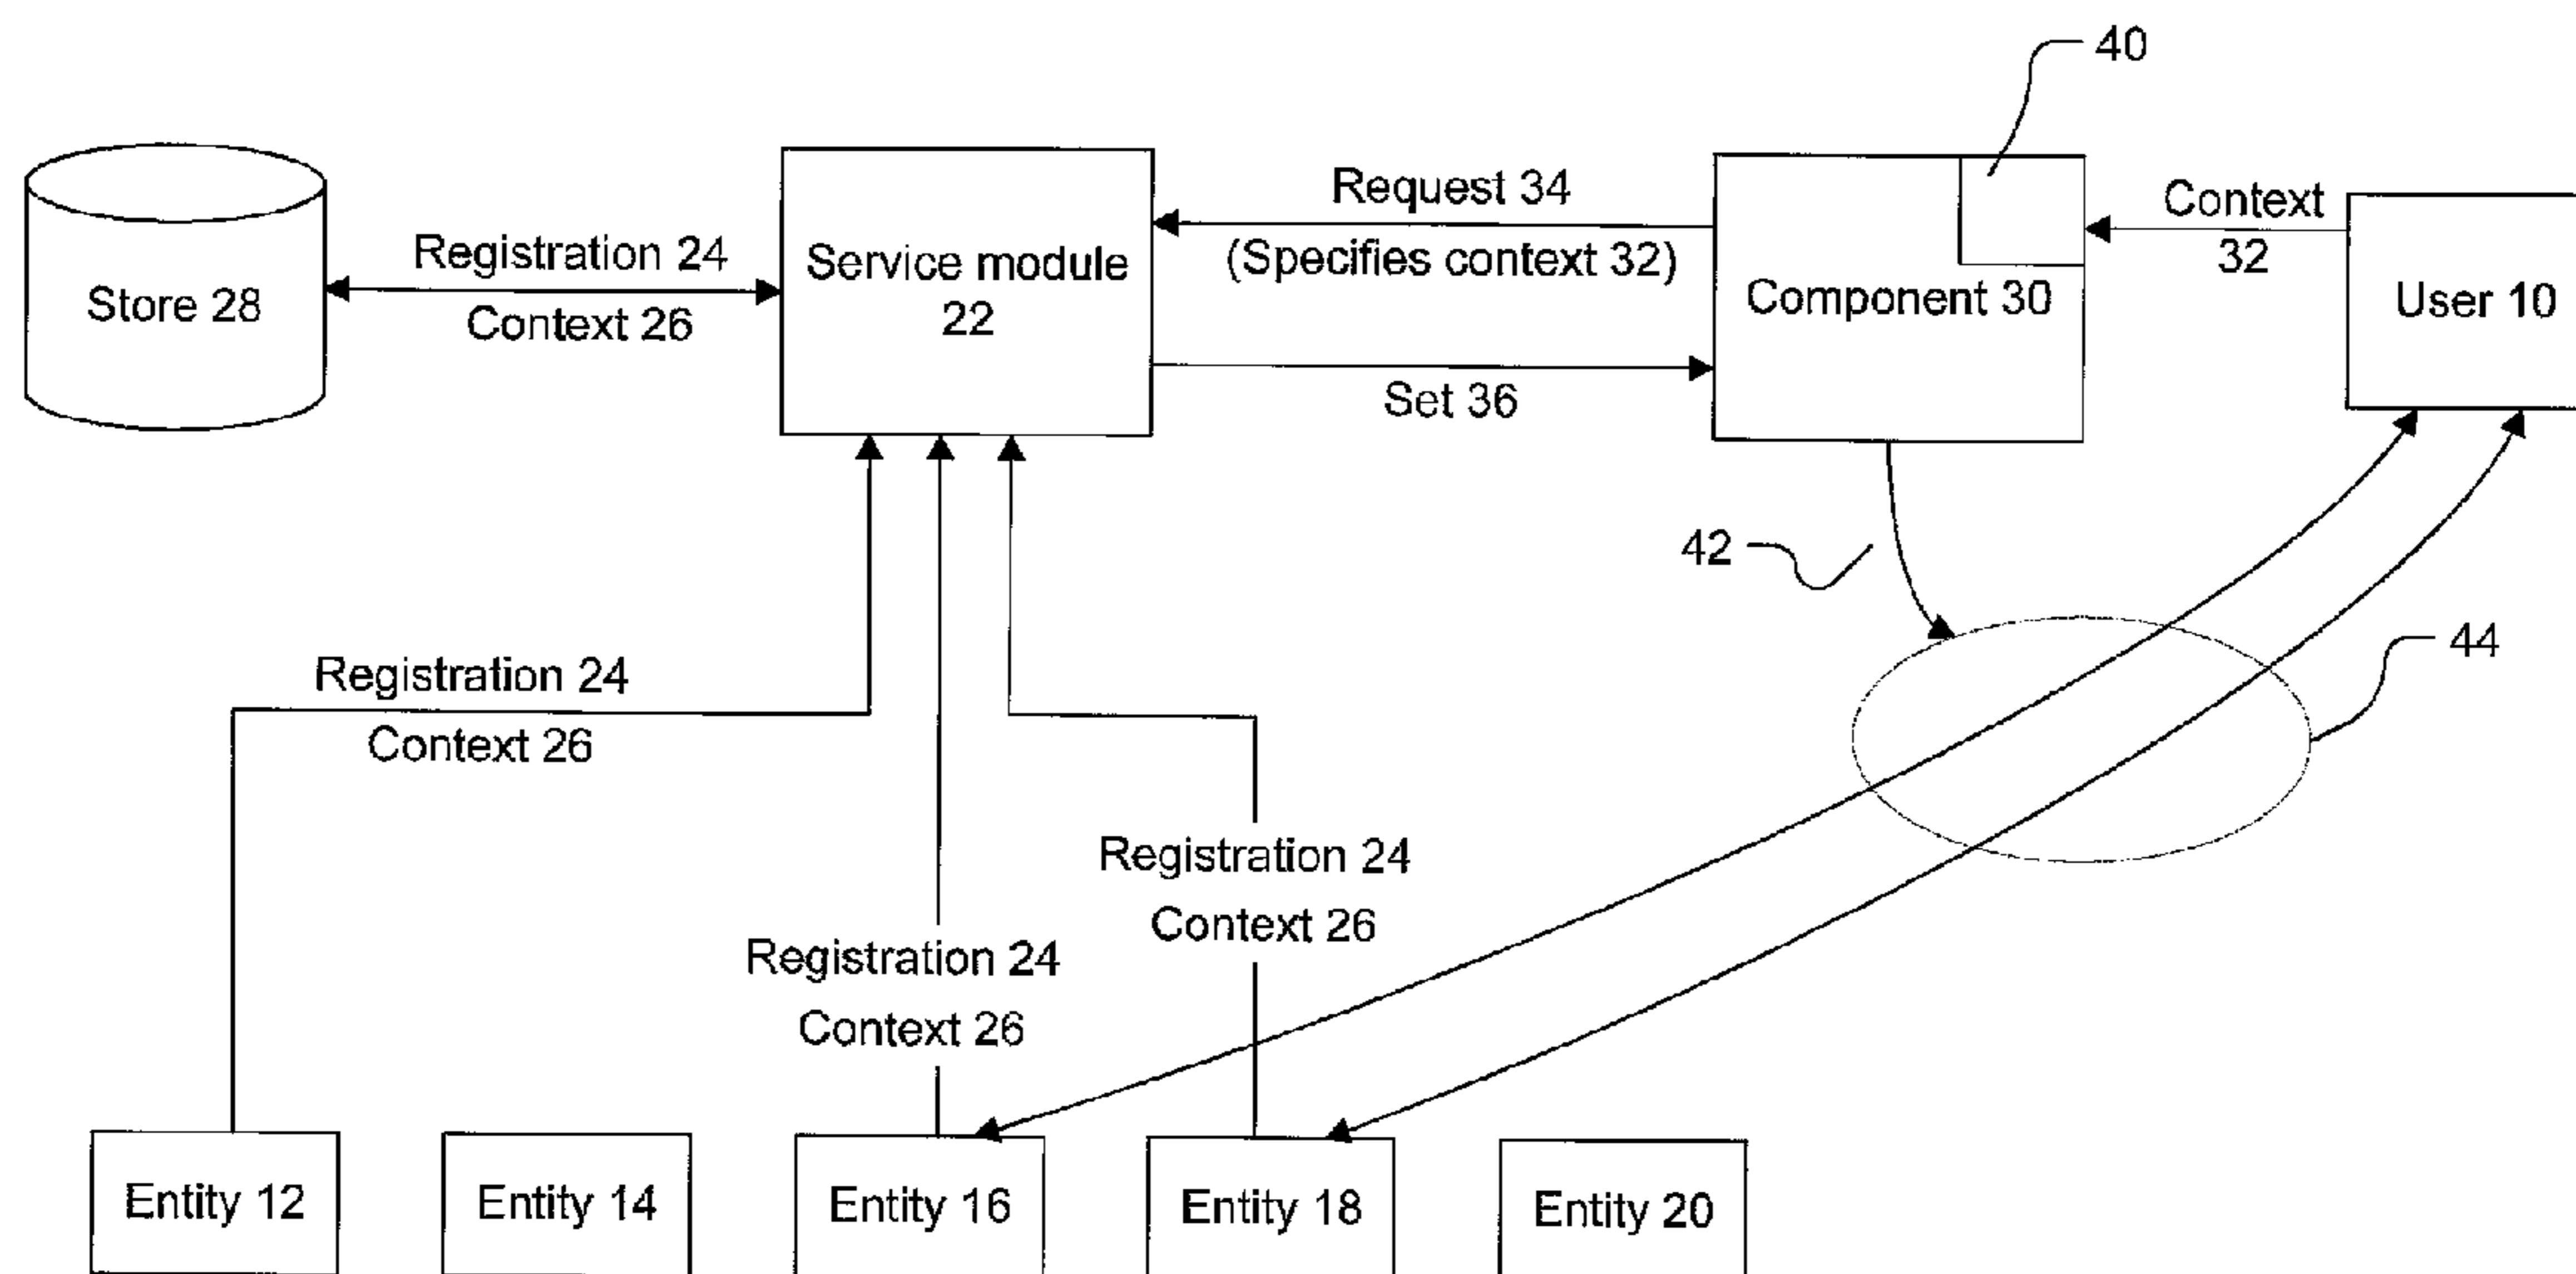 40
Store 28
Registration 24
Context 26
Service module
22
Request 34
(Specifies context 32)
Set 36
Component 30
Context
32
User 10
42
44
Registration 24
Context 26
Registration 24
Context 26
Registration 24
Context 26
Entity 12
Entity 14
Entity 16
Entity 18
Entity 20